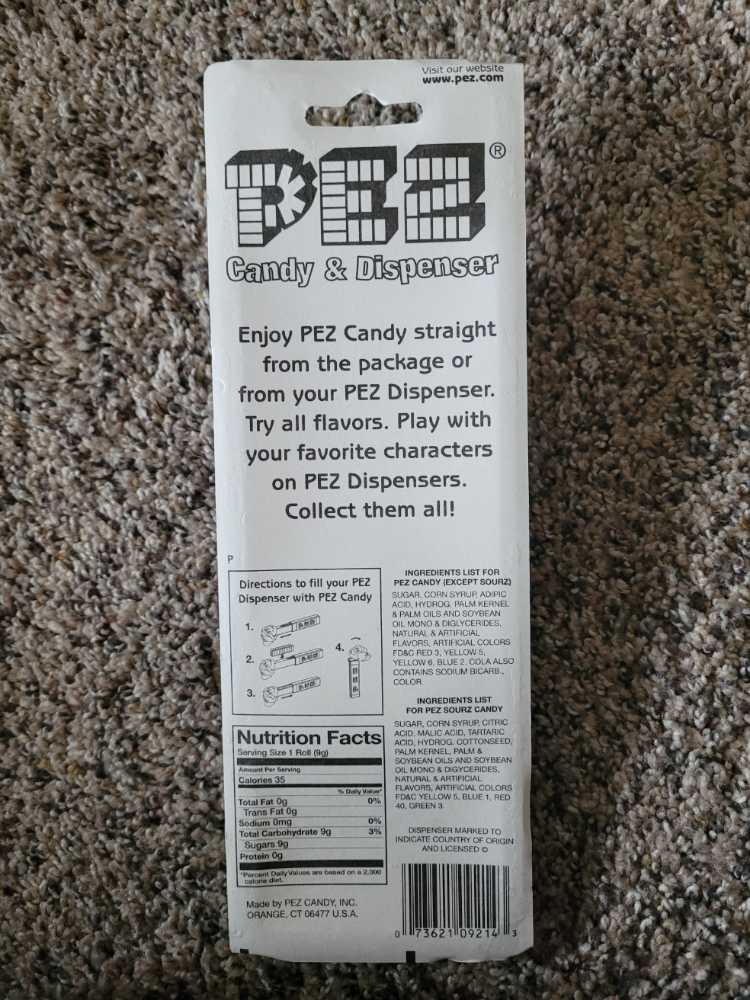 Visit our website
www.pez.com
PEZ®
Candy & Dispenser
Enjoy PEZ Candy straight
from the package or
from your PEZ Dispenser.
Try all flavors. Play with
your favorite characters
on PEZ Dispensers.
Collect them all!
P
Directions to fill your PEZ
Dispenser with PEZ Candy
1.
2.
3.
4.
Nutrition Facts
Serving Size 1 Roll (9g)
Amount Per Serving
Calories 35
% Daily Value*
Total Fat 0g 0%
Trans Fat 0g
Sodium 0mg 0%
Total Carbohydrate 9g 3%
Sugars 9g
Protein 0g
*Percent Daily Values are based on a 2,000
calorie diet.
Made by PEZ CANDY, INC.
ORANGE, CT 06477 U.S.A.
INGREDIENTS LIST FOR
PEZ CANDY (EXCEPT SOURZ)
SUGAR, CORN SYRUP, ADIPIC
ACID, HYDROG. PALM KERNEL
& PALM OILS AND SOYBEAN
OIL MONO & DIGLYCERIDES,
NATURAL & ARTIFICIAL
FLAVORS, ARTIFICIAL COLORS
FD&C RED 3, YELLOW 5,
YELLOW 6, BLUE 2. COLA ALSO
CONTAINS SODIUM BICARB.,
COLOR
INGREDIENTS LIST
FOR PEZ SOURZ CANDY
SUGAR, CORN SYRUP, CITRIC
ACID, MALIC ACID, TARTARIC
ACID, HYDROG. COTTONSEED,
PALM KERNEL, PALM &
SOYBEAN OILS AND SOYBEAN
OIL MONO & DIGYCERIDES,
NATURAL & ARTIFICIAL
FLAVORS, ARTIFICIAL COLORS
FD&C YELLOW 5, BLUE 1, RED
40, GREEN 3
DISPENSER MARKED TO
INDICATE COUNTRY OF ORIGIN
AND LICENSED ©
0 73621 09214 3